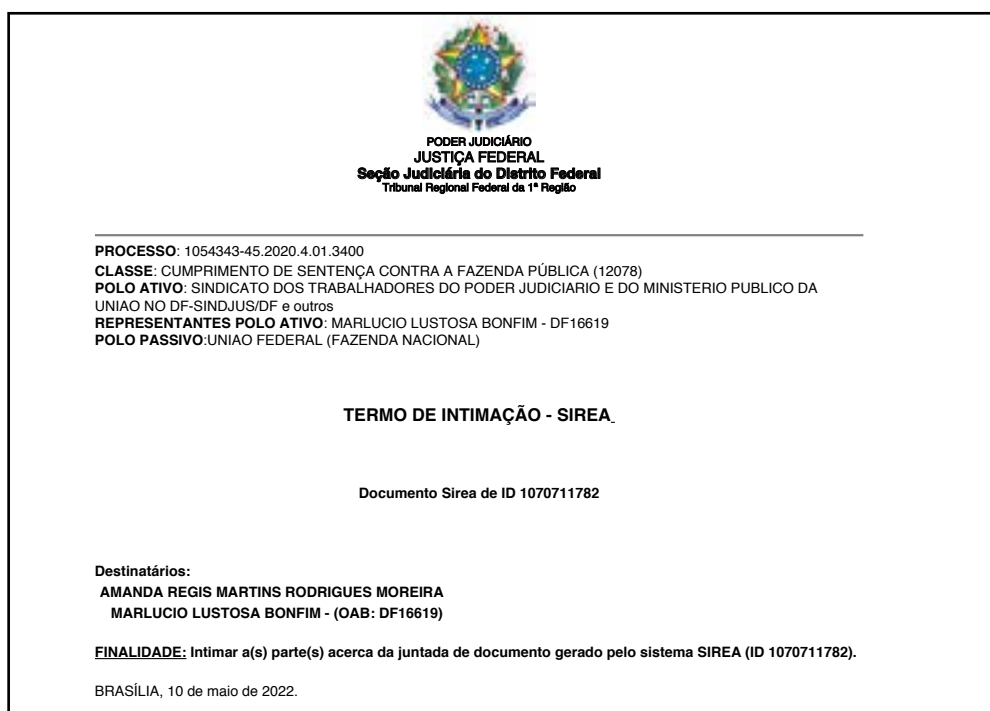 PODER JUDICIÁRIO
JUSTIÇA FEDERAL
Seção Judiciária do Distrito Federal
Tribunal Regional Federal da 1ª Região
PROCESSO: 1054343-45.2020.4.01.3400
CLASSE: CUMPRIMENTO DE SENTENÇA CONTRA A FAZENDA PÚBLICA (12078)
POLO ATIVO: SINDICATO DOS TRABALHADORES DO PODER JUDICIARIO E DO MINISTERIO PUBLICO DA
UNIAO NO DF-SINDJUS/DF e outros
REPRESENTANTES POLO ATIVO: MARLUCIO LUSTOSA BONFIM - DF16619
POLO PASSIVO:UNIAO FEDERAL (FAZENDA NACIONAL)
TERMO DE INTIMAÇÃO - SIREA
Documento Sirea de ID 1070711782
Destinatários:
AMANDA REGIS MARTINS RODRIGUES MOREIRA
MARLUCIO LUSTOSA BONFIM - (OAB: DF16619)
FINALIDADE: Intimar a(s) parte(s) acerca da juntada de documento gerado pelo sistema SIREA (ID 1070711782).
BRASÍLIA, 10 de maio de 2022.